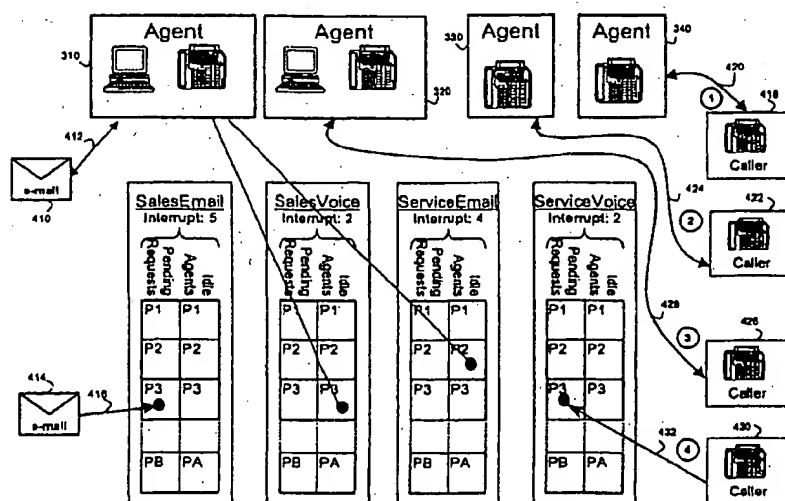 Agent
310
Agent
320
Agent
330
Agent
340
420
1
418
Caller
412
e-mail
410
424
2
422
Caller
428
3
426
Caller
432
4
430
Caller
414
416
e-mail
SalesEmail
Interrupt: 5
Pending Requests
Idle Agents
P1 P1
P2 P2
P3 P3
PB PA
SalesVoice
Interrupt: 2
Pending Requests
Idle Agents
P1 P1
P2 P2
P3 P3
PB PA
ServiceEmail
Interrupt: 4
Pending Requests
Idle Agents
P1 P1
P2 P2
P3 P3
PB PA
ServiceVoice
Interrupt: 2
Pending Requests
Idle Agents
P1 P1
P2 P2
P3 P3
PB PA